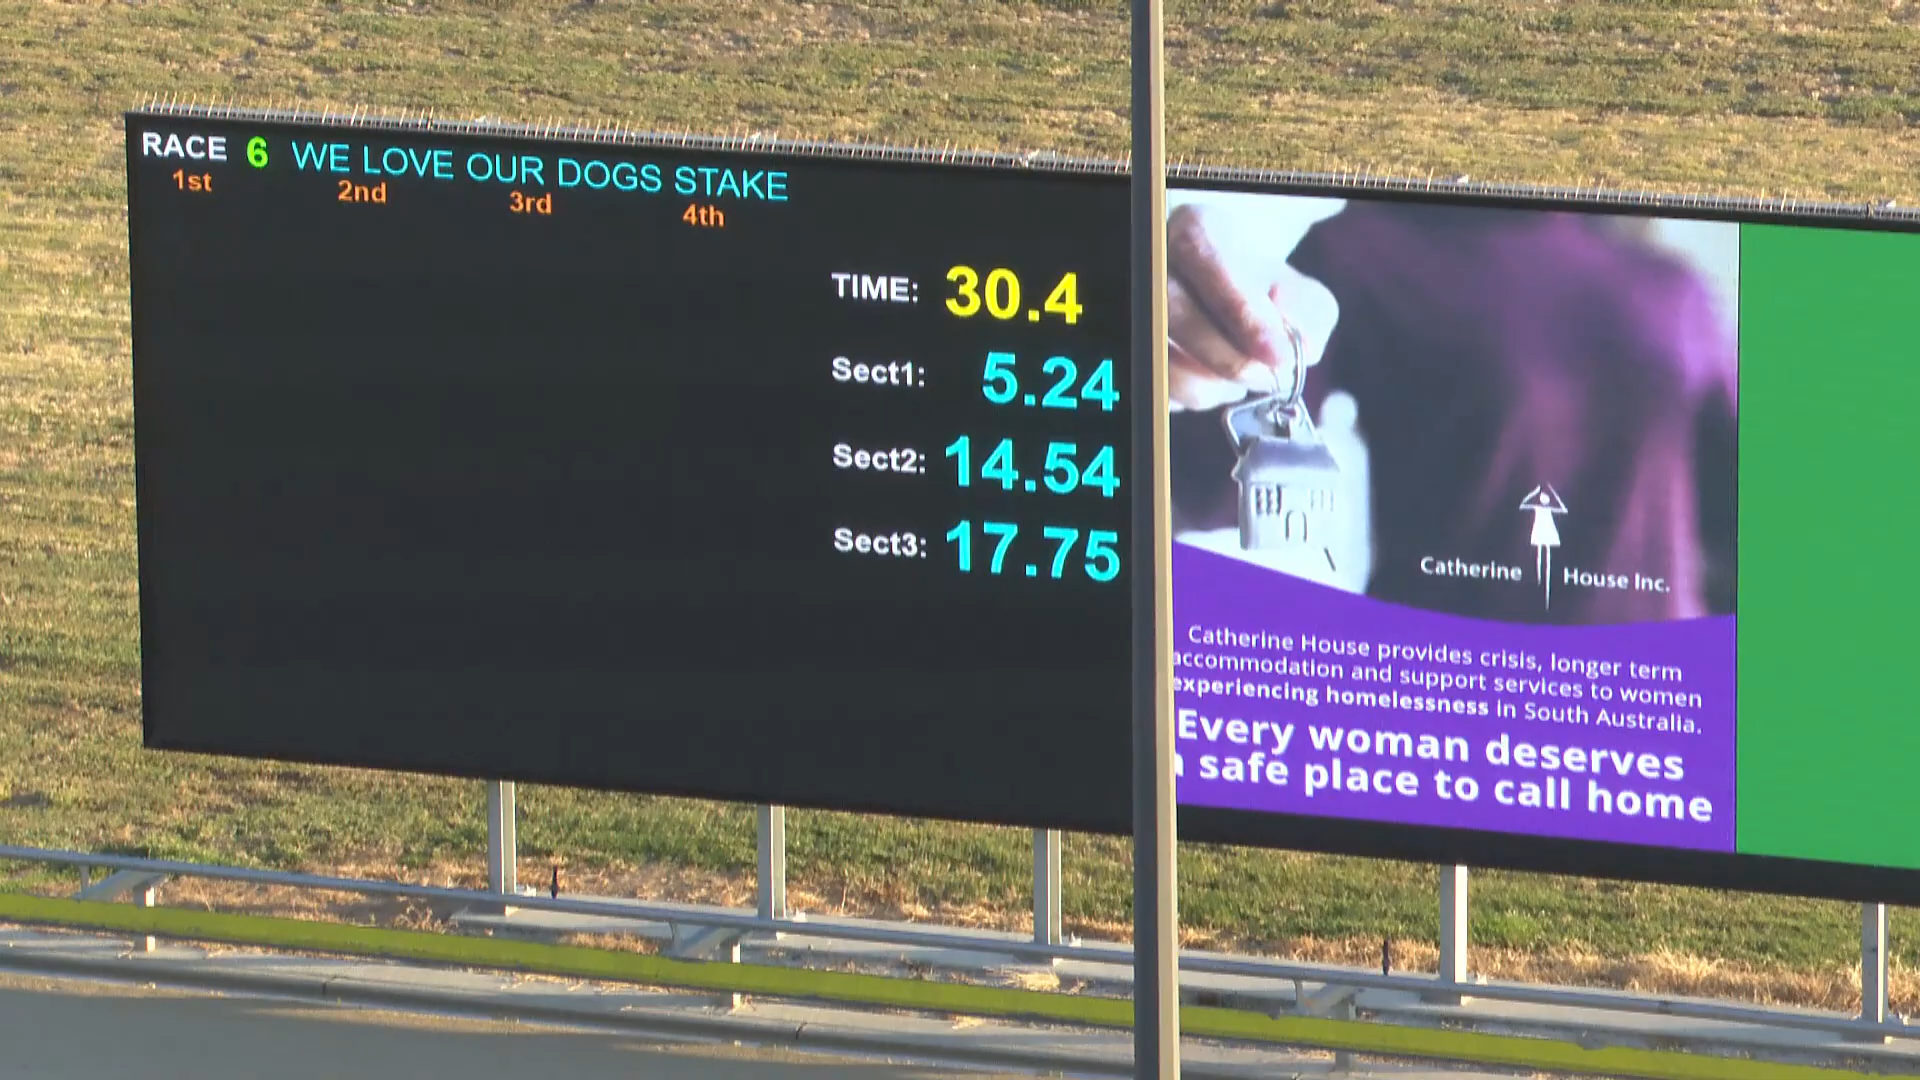 RACE 6 WE LOVE OUR DOGS STAKE
1st 2nd 3rd 4th
TIME: 30.4
Sect1: 5.24
Sect2: 14.54
Sect3: 17.75
Catherine House Inc.
Catherine House provides crisis, longer term
accommodation and support services to women
experiencing homelessness in South Australia.
Every woman deserves
a safe place to call home